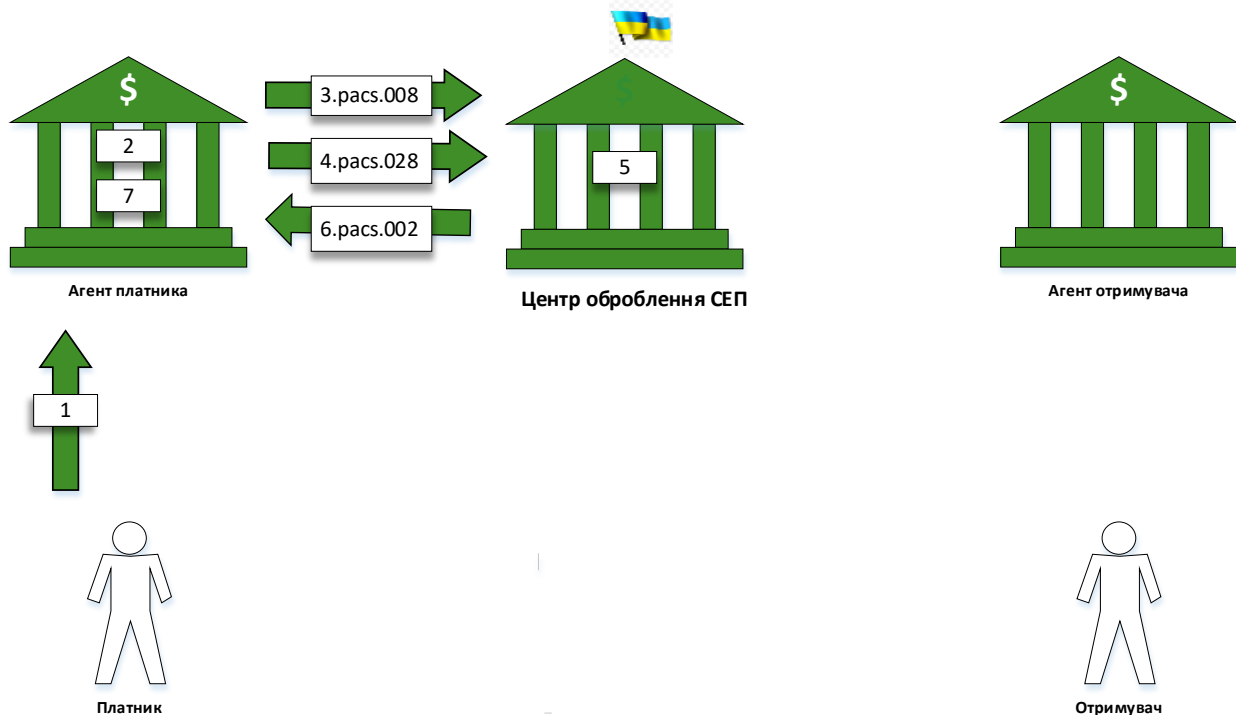 $
$
$
3.pacs.008
2
4.pacs.028
5
7
6.pacs.002
Агент платника
Центр оброблення СЕП
Агент отримувача
1
Платник
Отримувач